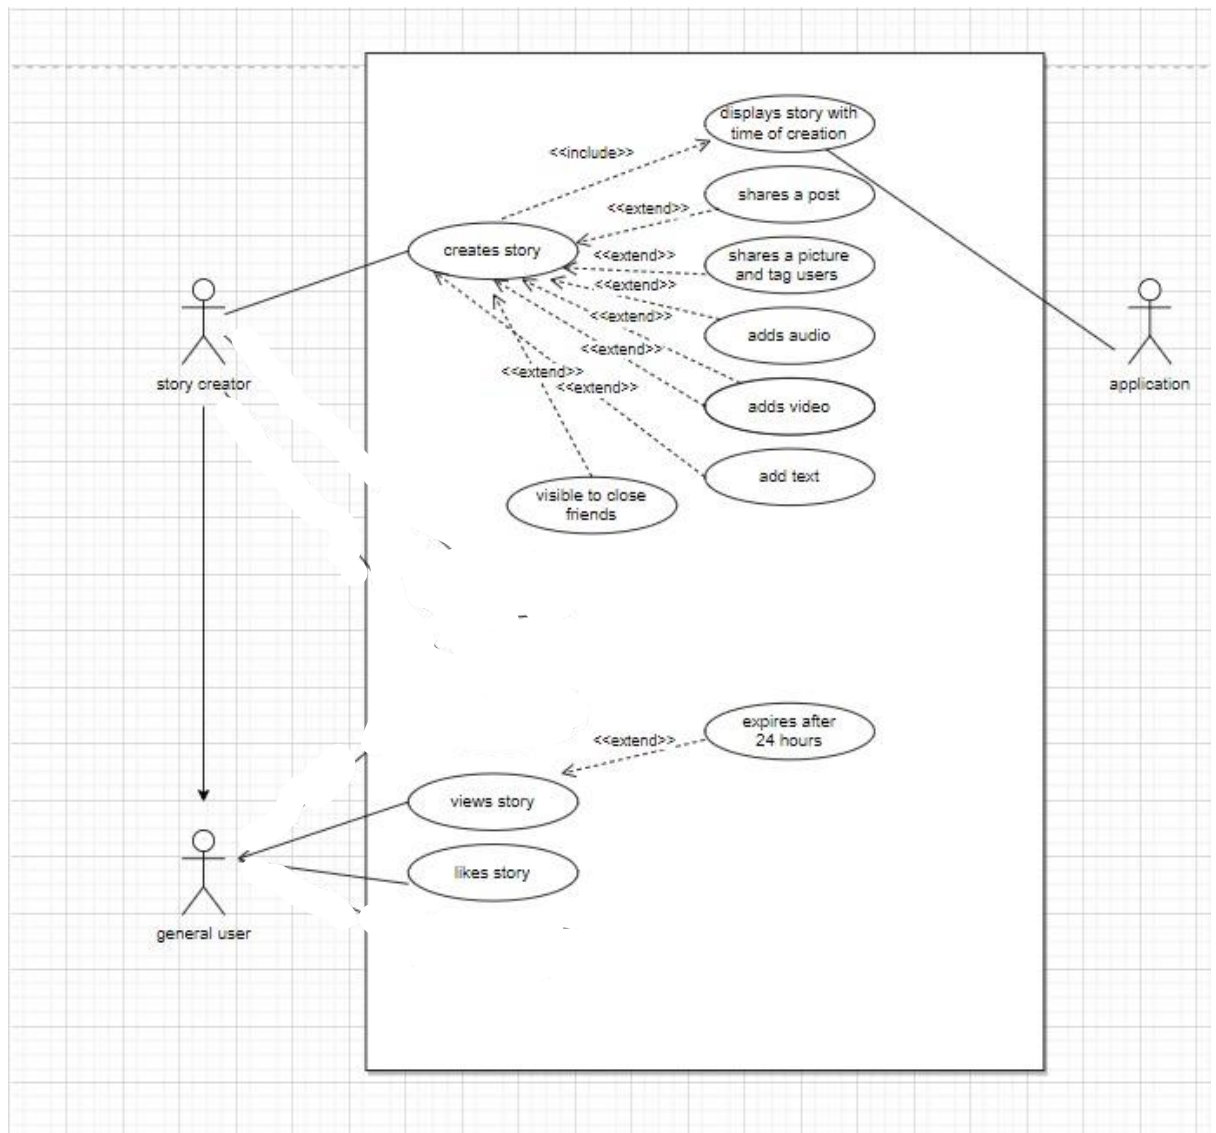 displays story with
time of creation
<<include>>
shares a post
<<extend>>
creates story
<<extend>>
shares a picture
and tag users
<<extend>>
<<extend>>
adds audio
<<extend>>
<<extend>>
<<extend>>
story creator
application
adds video
add text
visible to close
friends
expires after
24 hours
<<extend>>
views story
likes story
general user